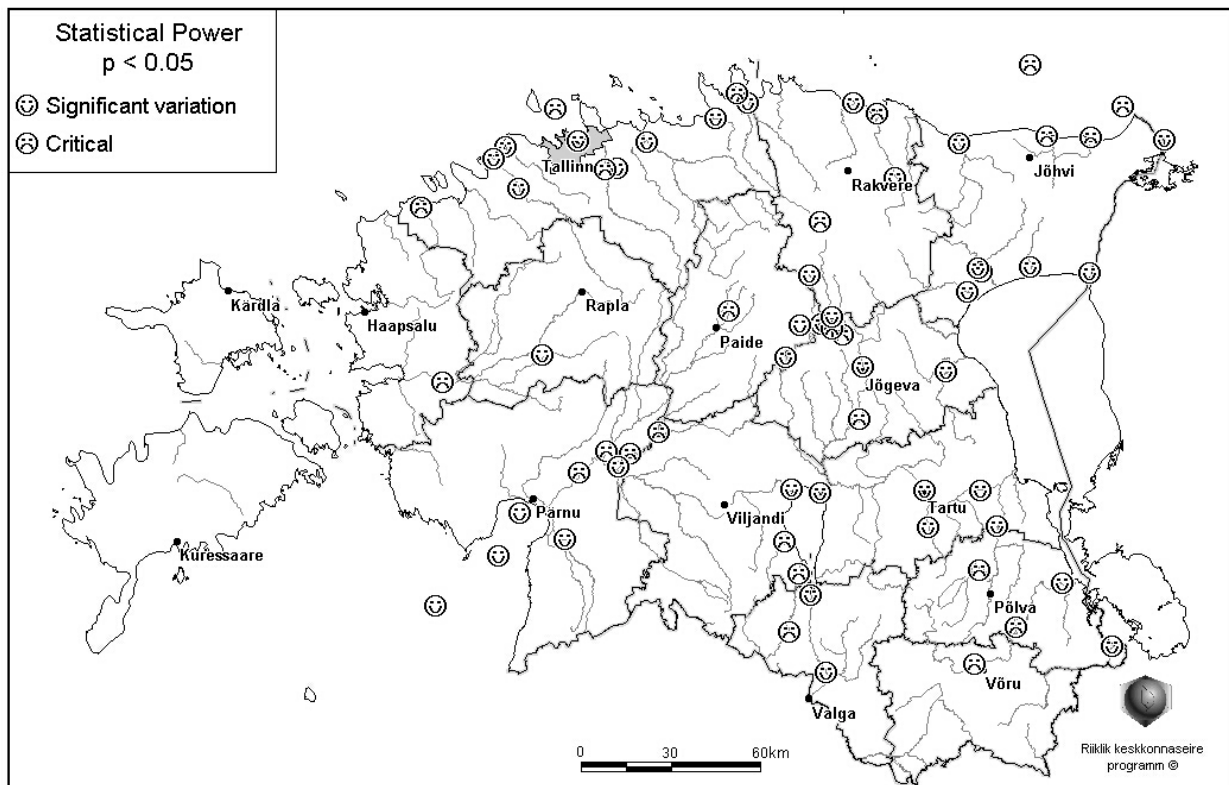 Statistical Power
p < 0.05
Significant variation
Critical
Tallinn
Rakvere
Jõhvi
Kärdla
Haapsalu
Rapla
Paide
Jõgeva
Kuressaare
Pärnu
Viljandi
Tartu
Põlva
Võru
Valga
0 30 60km
Riiklik keskkonnaseire
programm ©